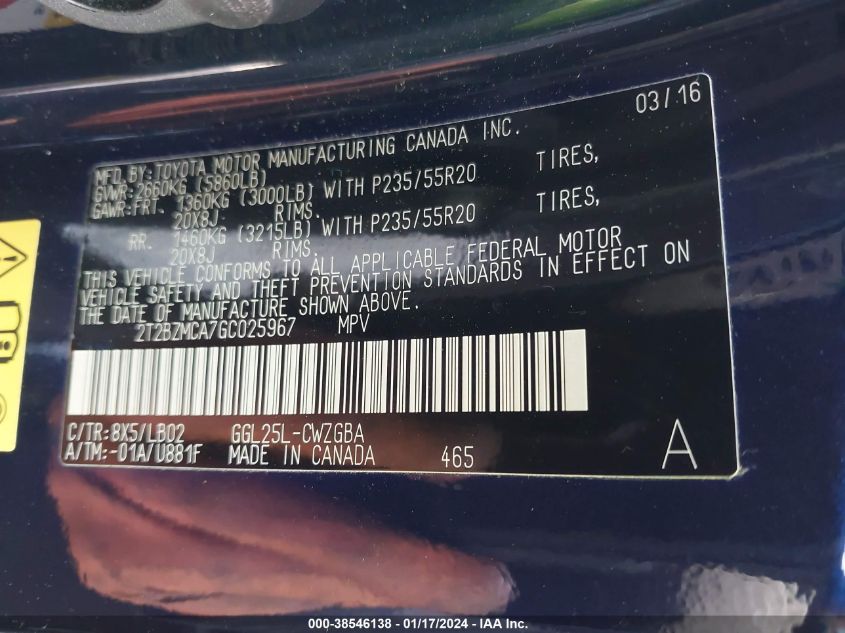 03/16
MFD. BY: TOYOTA MOTOR MANUFACTURING CANADA INC.
GVWR: 2660KG (5860LB)
GAWR: FRT. 1360KG (3000LB) WITH P235/55R20 TIRES,
20X8J RIMS.
RR. 1460KG (3215LB) WITH P235/55R20 TIRES,
20X8J RIMS.
THIS VEHICLE CONFORMS TO ALL APPLICABLE FEDERAL MOTOR
VEHICLE SAFETY AND THEFT PREVENTION STANDARDS IN EFFECT ON
THE DATE OF MANUFACTURE SHOWN ABOVE.
2T2BZMCA7GC025967 MPV
C/TR: 8X5/LB02 GGL25L-CWZGBA
A/TM: -01A/U881F MADE IN CANADA 465 A
000-38546138 - 01/17/2024 - IAA Inc.